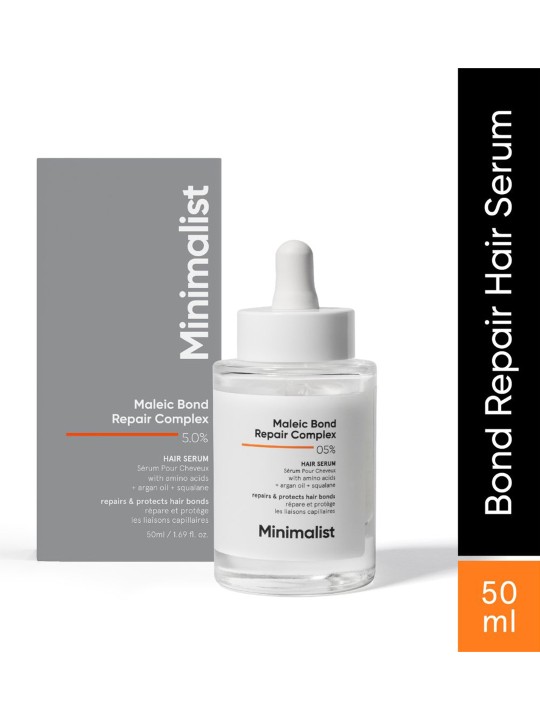 Minimalist
Maleic Bond
Repair Complex
5.0%
HAIR SERUM
Sérum Pour Cheveux
with amino acids
+ argan oil + squalane
repairs & protects hair bonds
répare et protège
les liaisons capillaires
50ml / 1.69 fl. oz.
Maleic Bond
Repair Complex
05%
HAIR SERUM
Sérum Pour Cheveux
with amino acids
+ argan oil + squalane
repairs & protects hair bonds
répare et protège
les liaisons capillaires
Minimalist
Bond Repair Hair Serum
50
ml